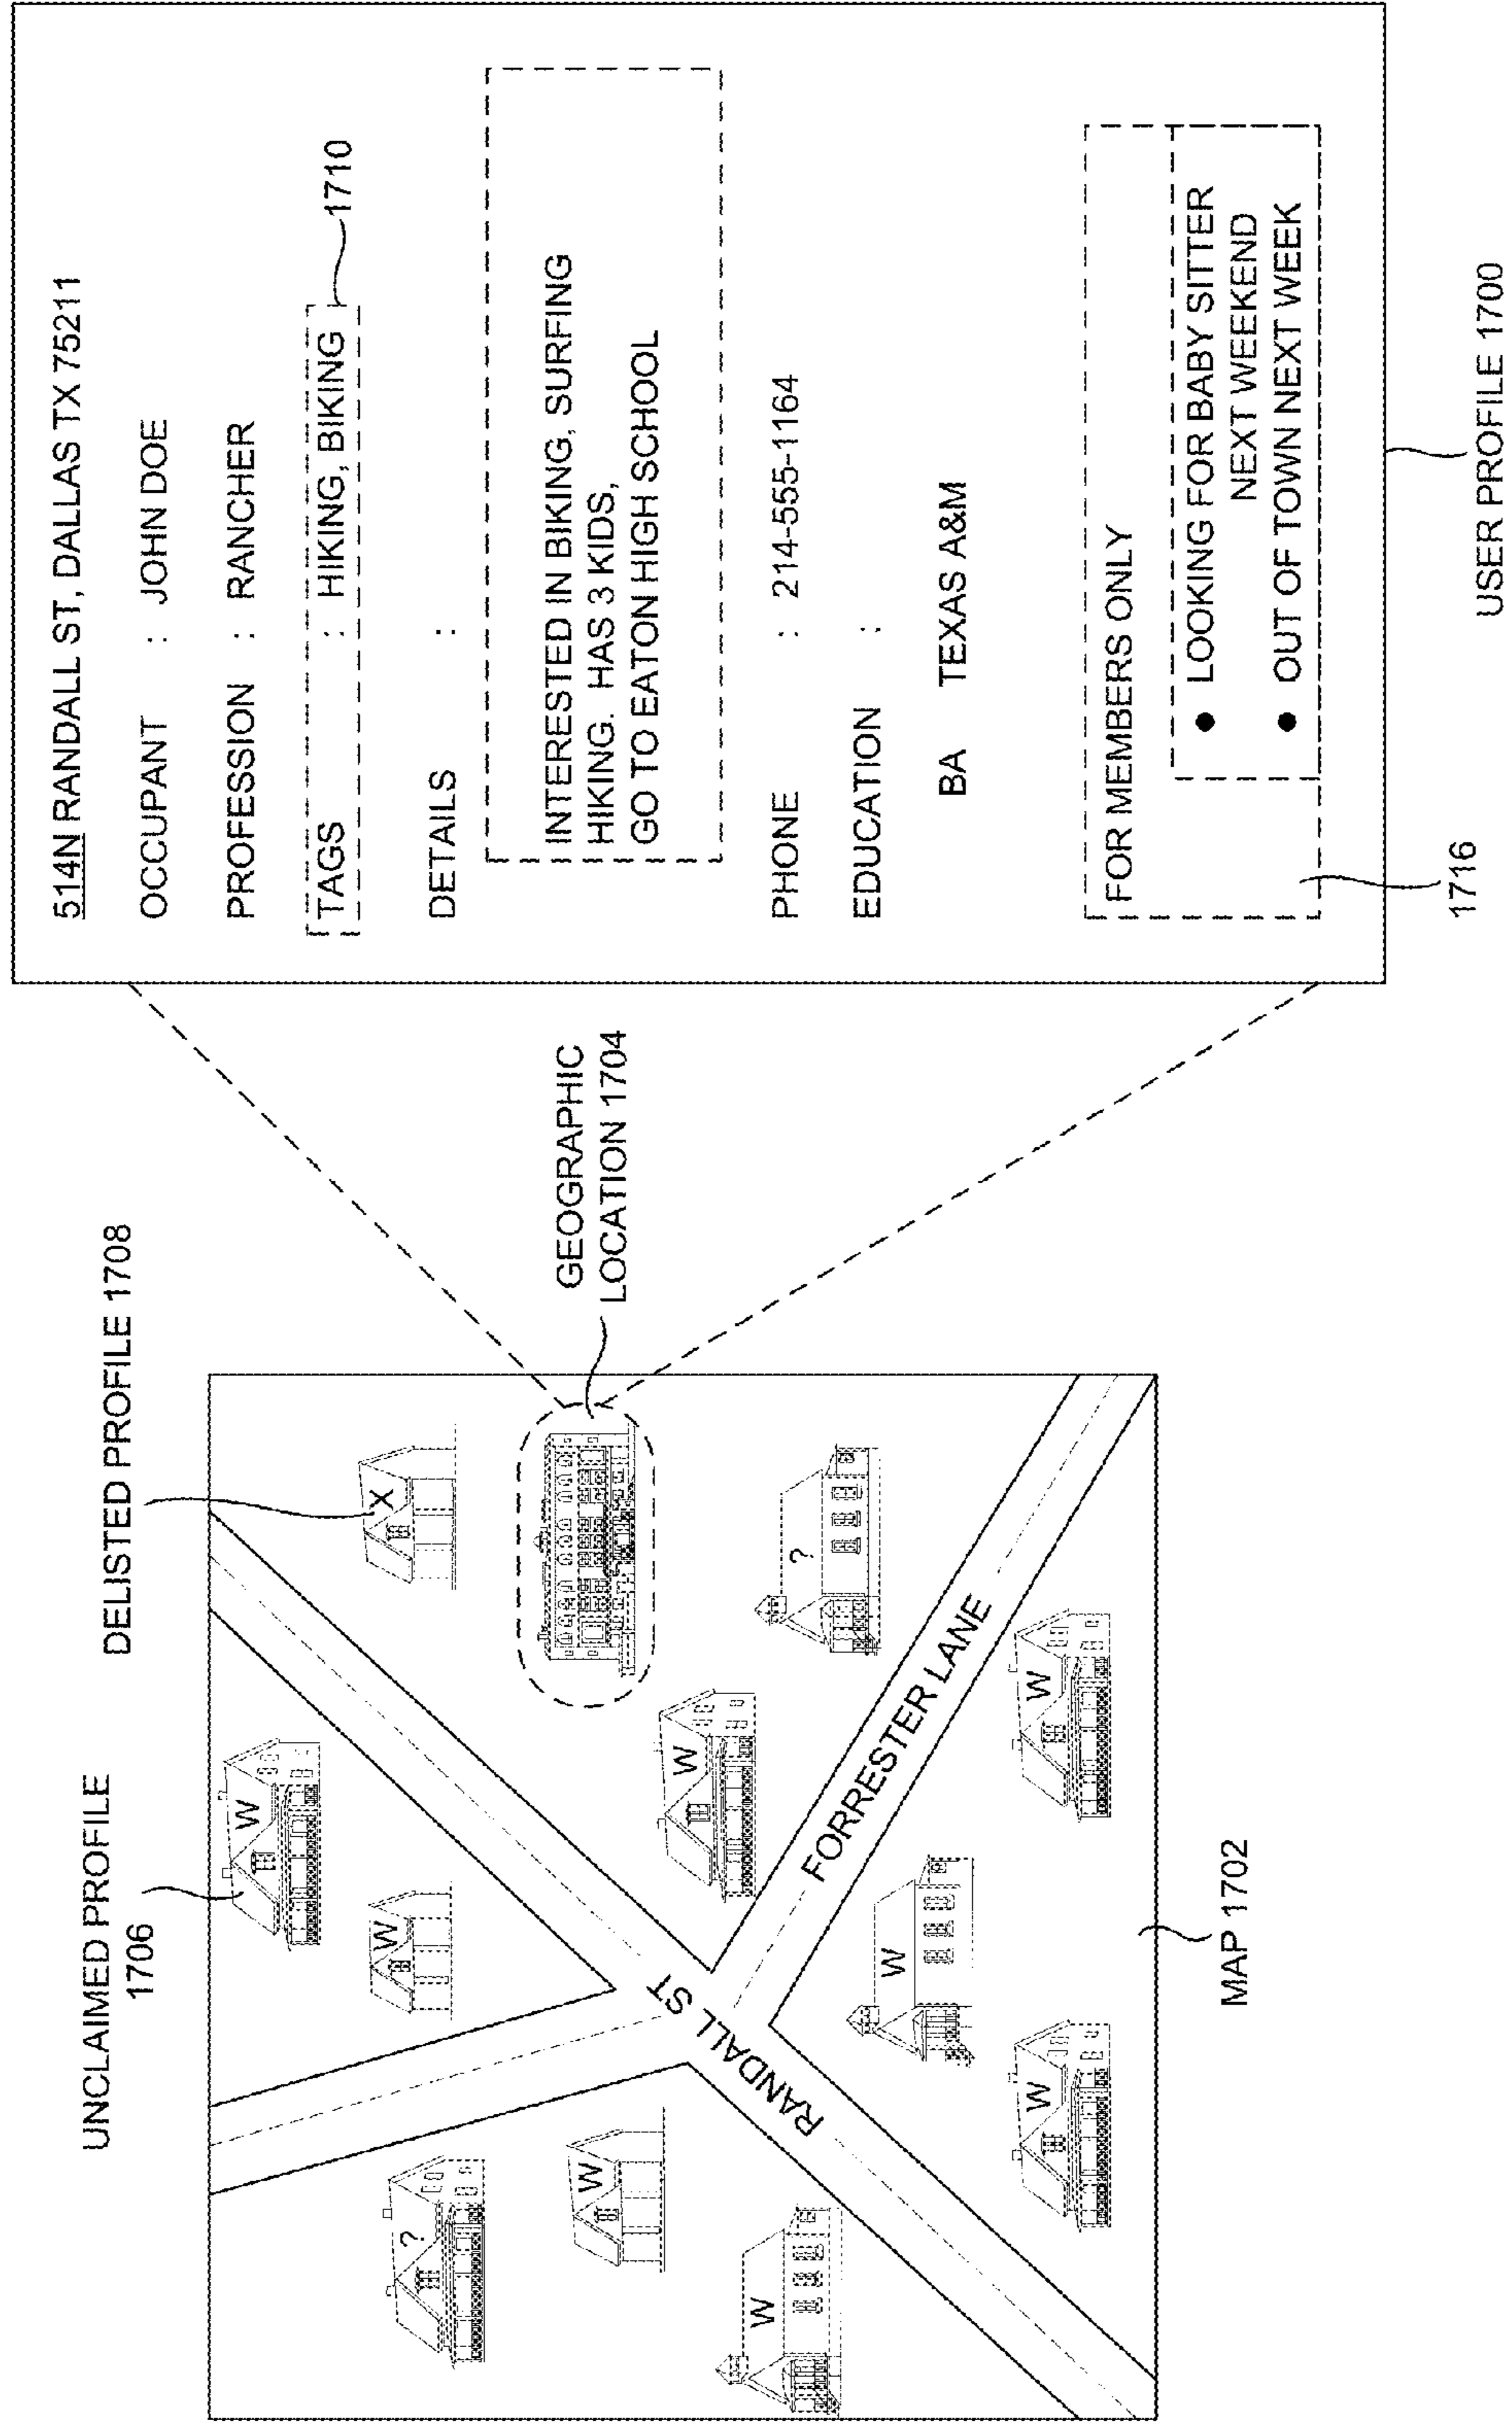 UNCLAIMED PROFILE
1706
DELISTED PROFILE 1708
W
W
X
?
W
W
W
?
W
W
W
W
RANDALL ST
FORRESTER LANE
GEOGRAPHIC
LOCATION 1704
MAP 1702
514N RANDALL ST, DALLAS TX 75211
OCCUPANT : JOHN DOE
PROFESSION : RANCHER
TAGS : HIKING, BIKING
1710
DETAILS :
INTERESTED IN BIKING, SURFING
HIKING. HAS 3 KIDS,
GO TO EATON HIGH SCHOOL
PHONE : 214-555-1164
EDUCATION :
BA TEXAS A&M
FOR MEMBERS ONLY
● LOOKING FOR BABY SITTER
NEXT WEEKEND
● OUT OF TOWN NEXT WEEK
1716
USER PROFILE 1700